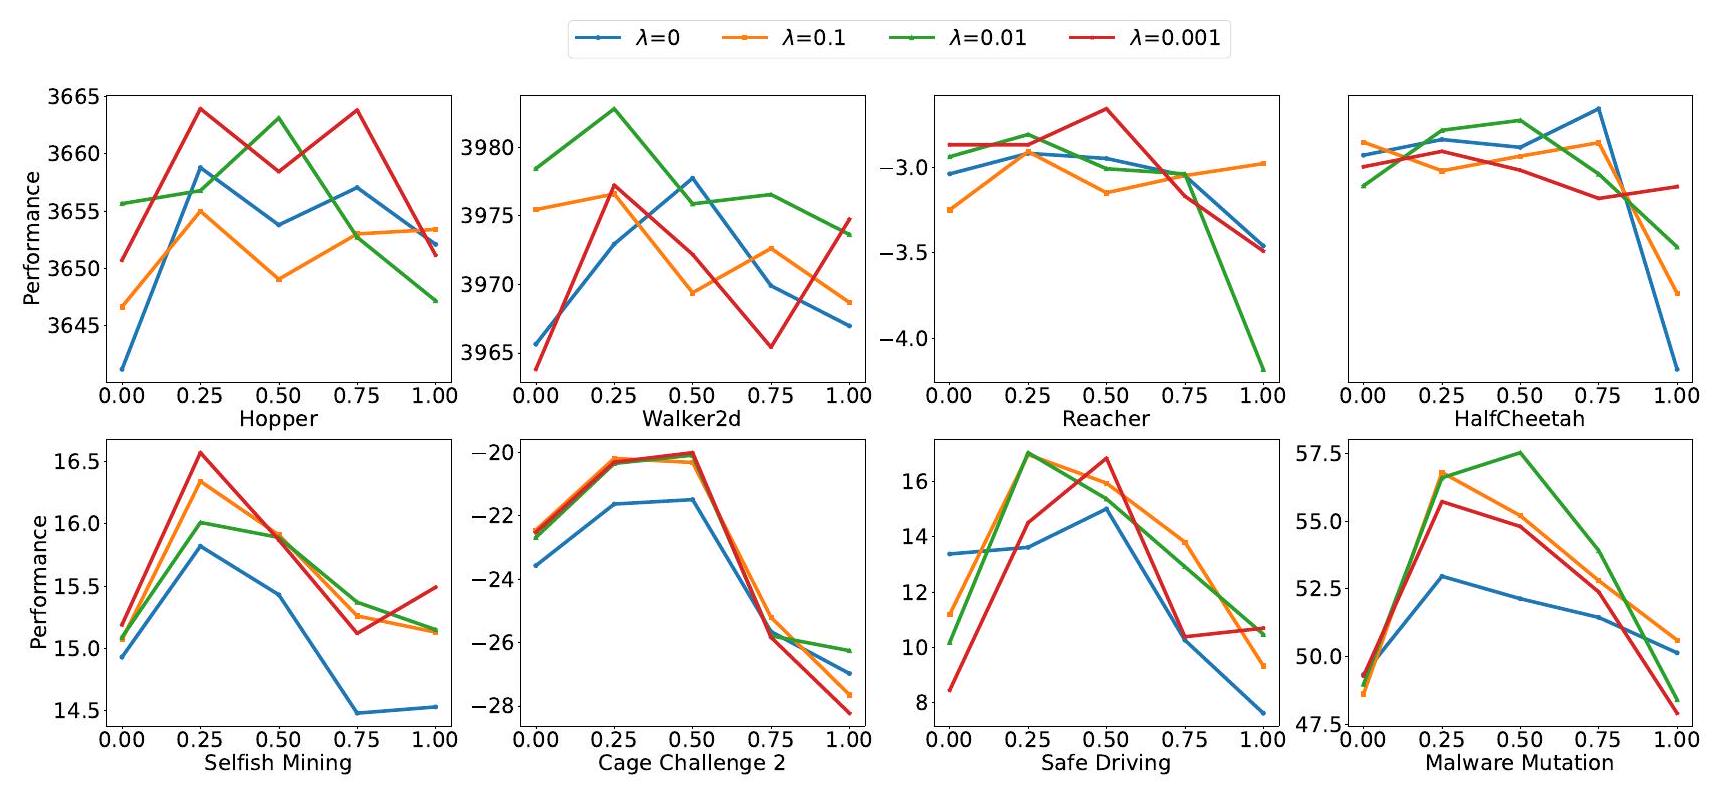 λ=0 λ=0.1 λ=0.01 λ=0.001
3665
3660
3655
3650
3645
Performance
0.00 0.25 0.50 0.75 1.00
Hopper
3980
3975
3970
3965
0.00 0.25 0.50 0.75 1.00
Walker2d
−3.0
−3.5
−4.0
0.00 0.25 0.50 0.75 1.00
Reacher
0.00 0.25 0.50 0.75 1.00
HalfCheetah
16.5
16.0
15.5
15.0
14.5
Performance
0.00 0.25 0.50 0.75 1.00
Selfish Mining
−20
−22
−24
−26
−28
0.00 0.25 0.50 0.75 1.00
Cage Challenge 2
16
14
12
10
8
0.00 0.25 0.50 0.75 1.00
Safe Driving
57.5
55.0
52.5
50.0
47.5
0.00 0.25 0.50 0.75 1.00
Malware Mutation